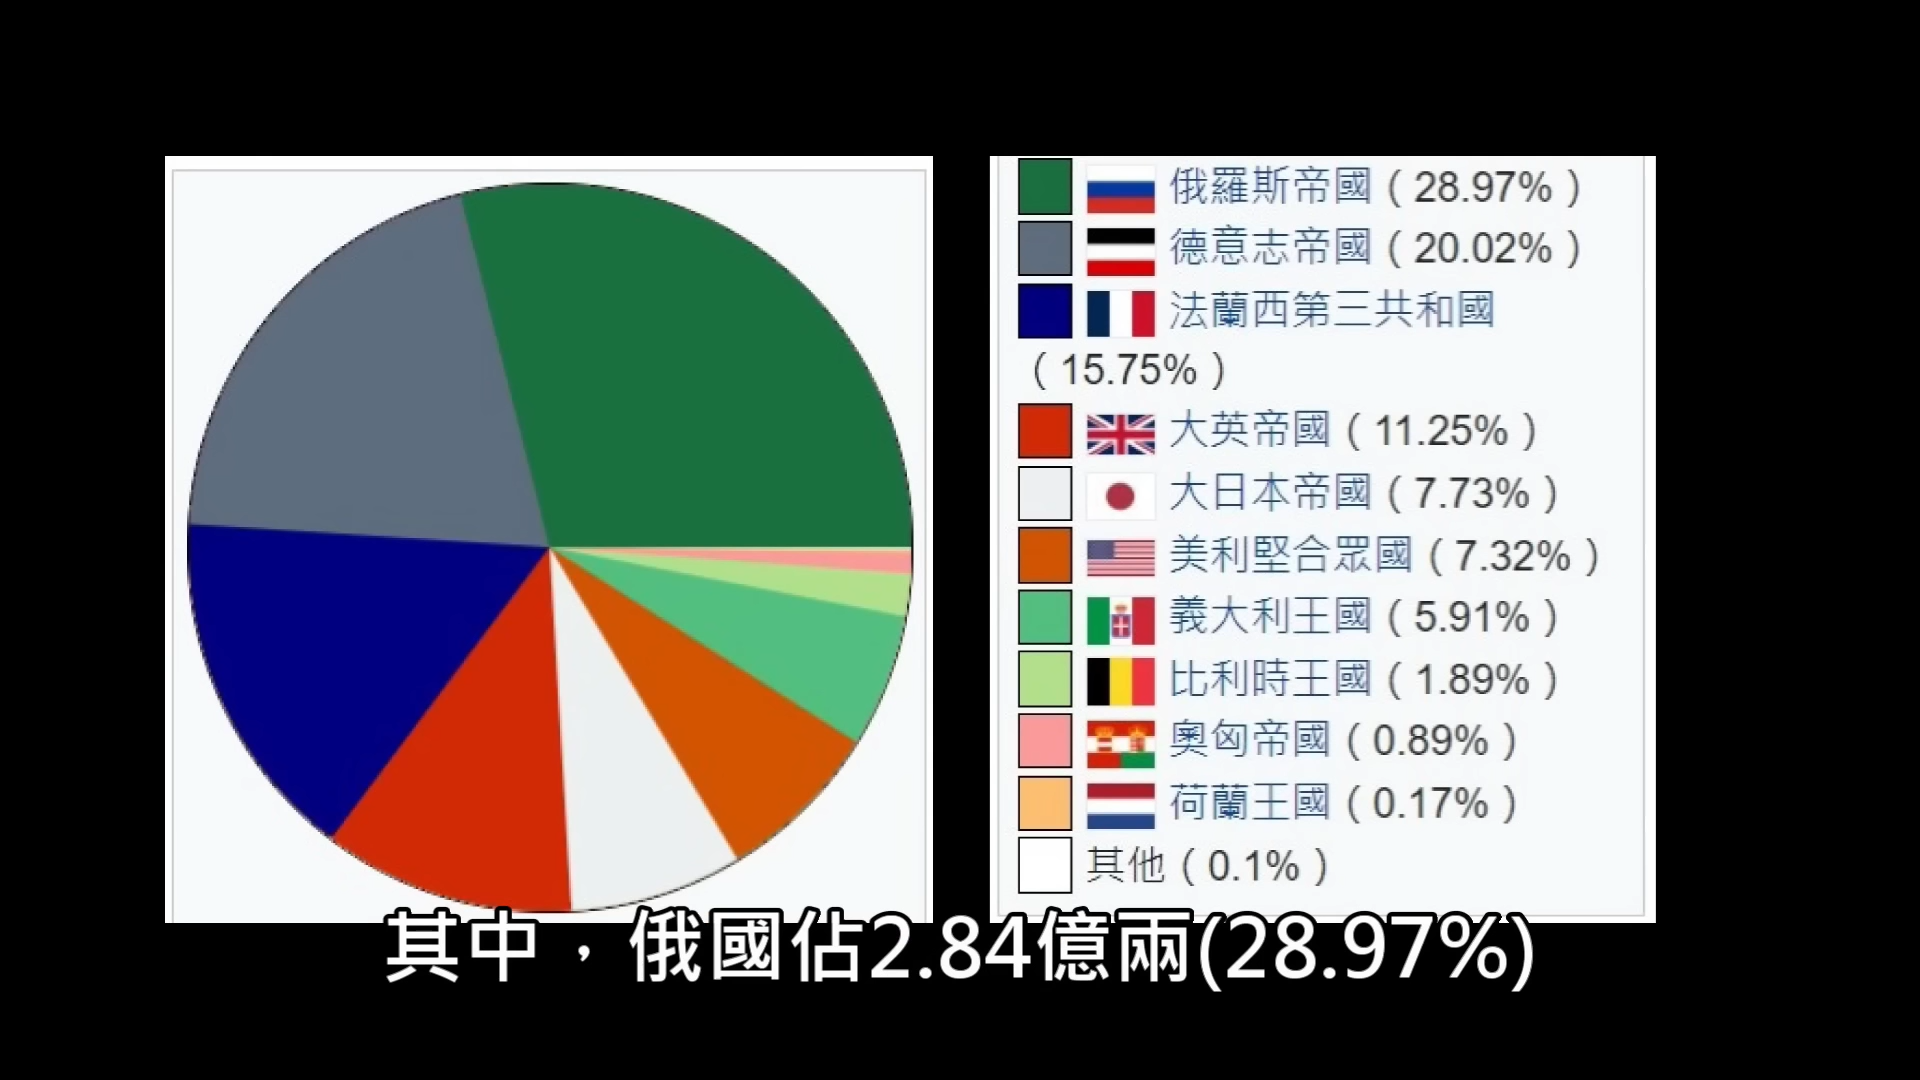 俄羅斯帝國（28.97%）
德意志帝國（20.02%）
法蘭西第三共和國
（15.75%）
大英帝國（11.25%）
大日本帝國（7.73%）
美利堅合眾國（7.32%）
義大利王國（5.91%）
比利時王國（1.89%）
奧匈帝國（0.89%）
荷蘭王國（0.17%）
其他（0.1%）
其中，俄國佔2.84億兩(28.97%)